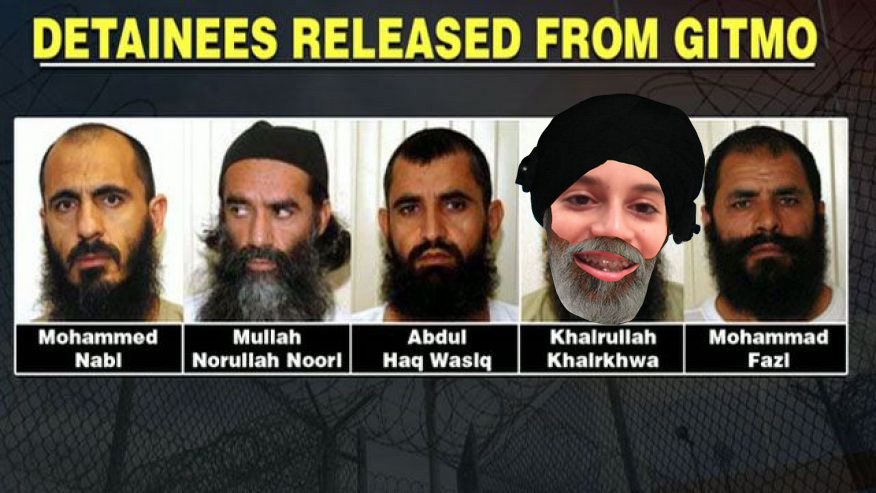 DETAINEES RELEASED FROM GITMO
Mohammed
Nabi
Mullah
Norullah Noori
Abdul
Haq Wasiq
Khairullah
Khairkhwa
Mohammad
Fazl